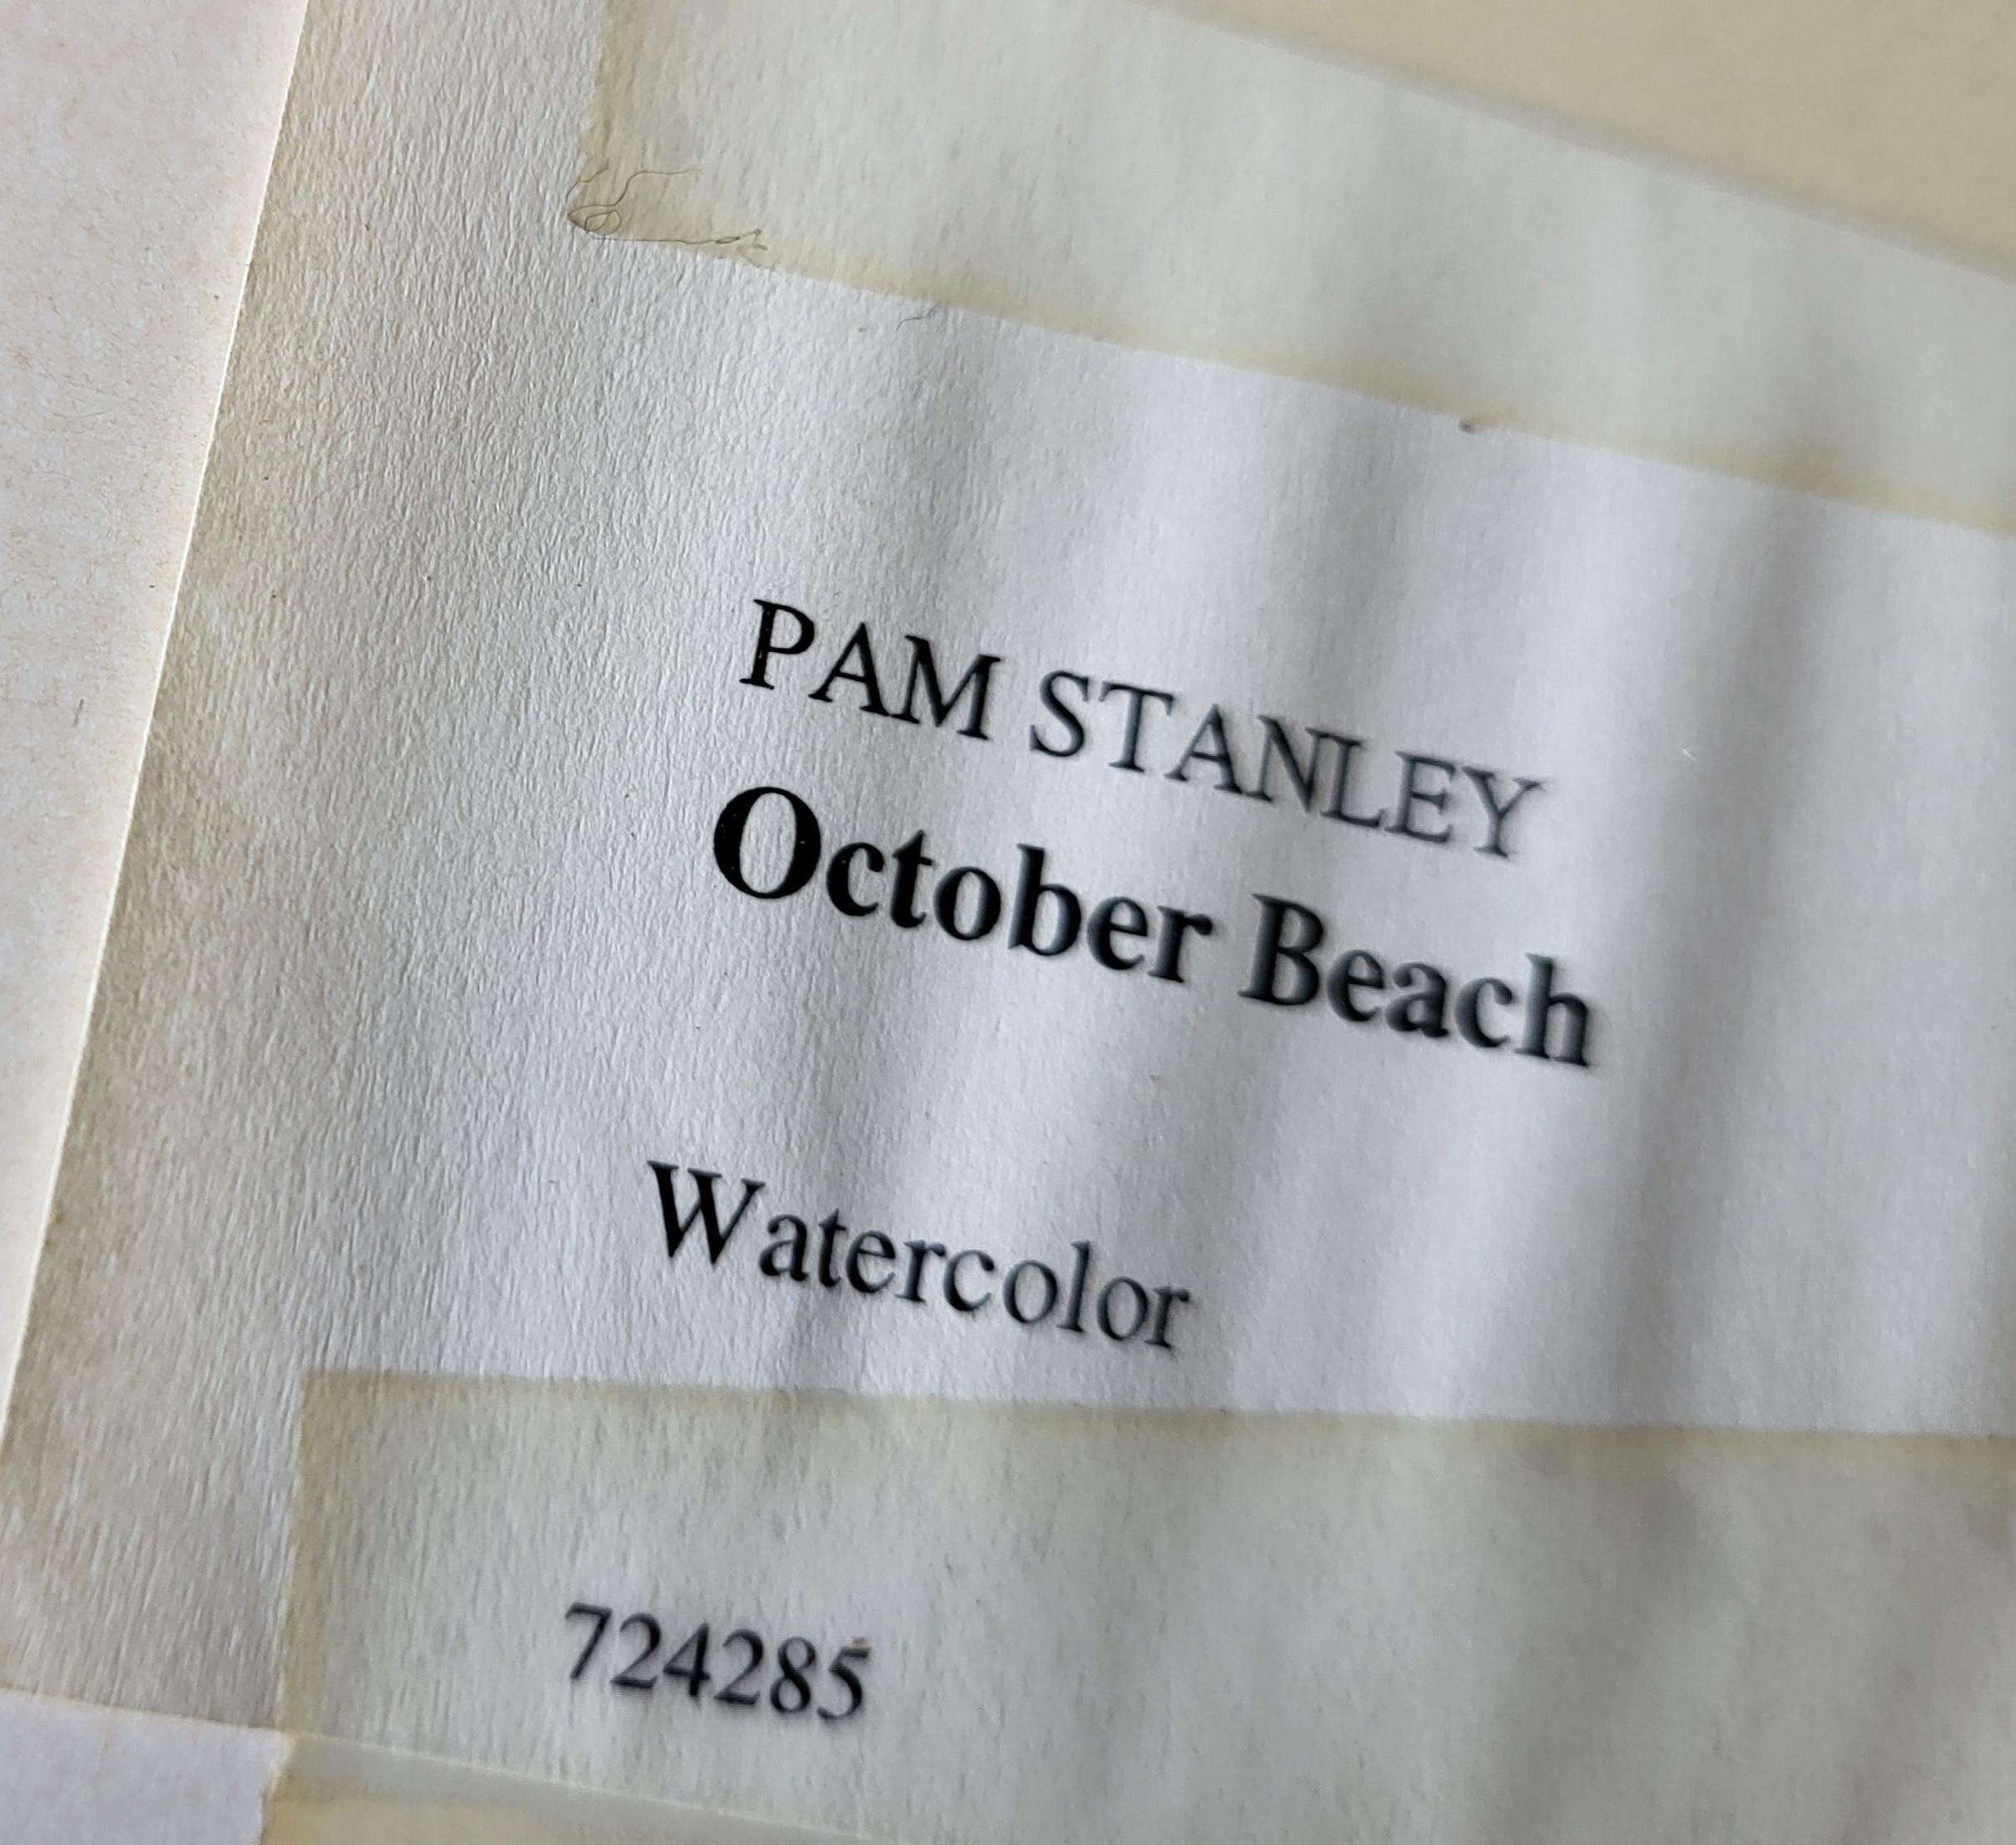 PAM STANLEY
October Beach
Watercolor
724285